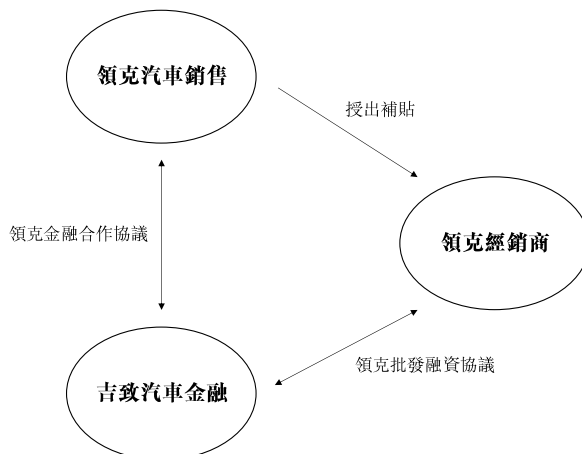 領克汽車銷售
授出補貼
領克金融合作協議
領克經銷商
領克批發融資協議
吉致汽車金融